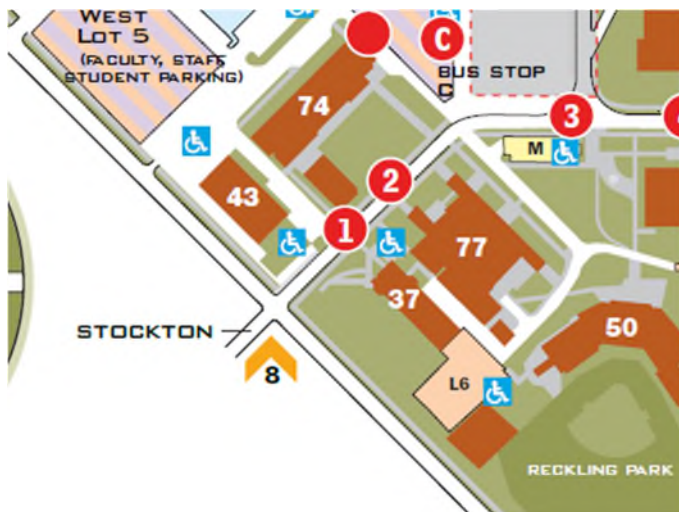 WEST
LOT 5
(FACULTY, STAFF
STUDENT PARKING)
C
BUS STOP
C
74
3
M
43
2
1
77
37
50
STOCKTON
8
L6
RECKLING PARK